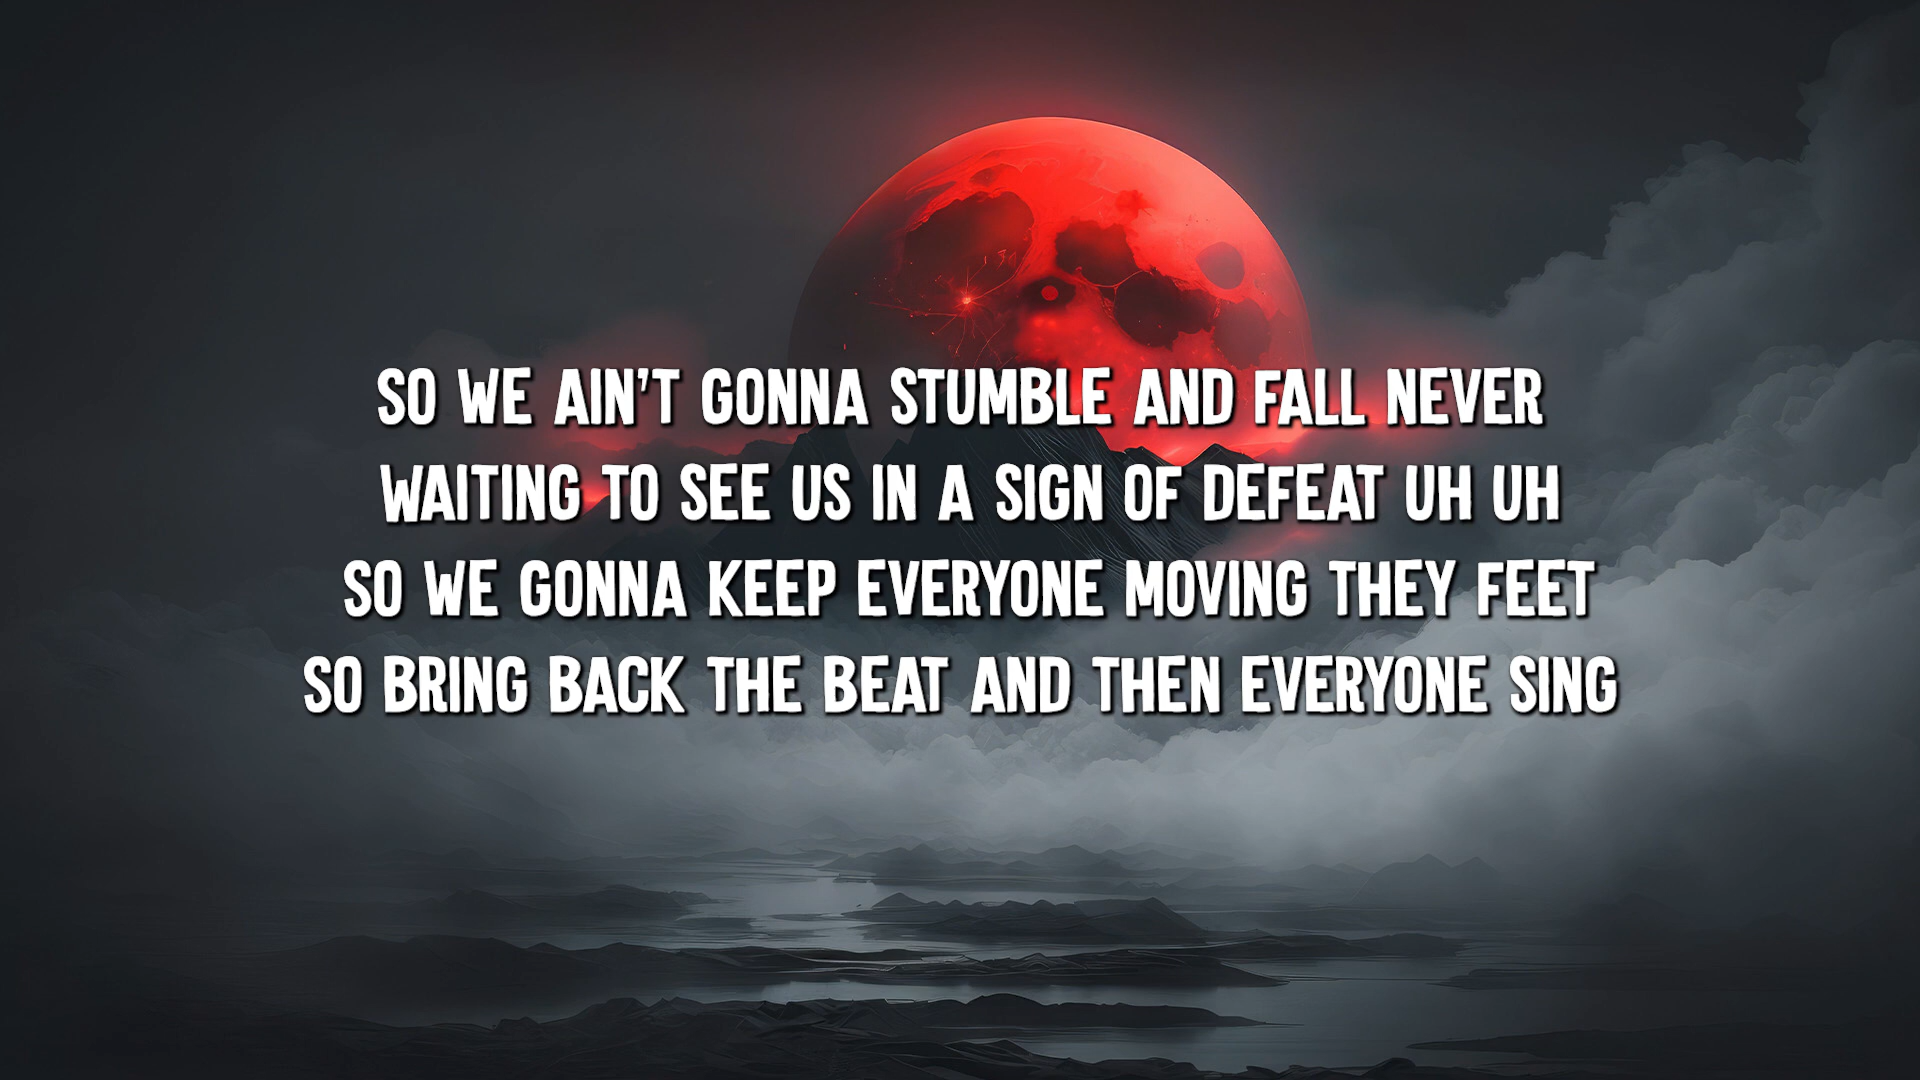 SO WE AIN'T GONNA STUMBLE AND FALL NEVER
WAITING TO SEE US IN A SIGN OF DEFEAT UH UH
SO WE GONNA KEEP EVERYONE MOVING THEY FEET
SO BRING BACK THE BEAT AND THEN EVERYONE SING